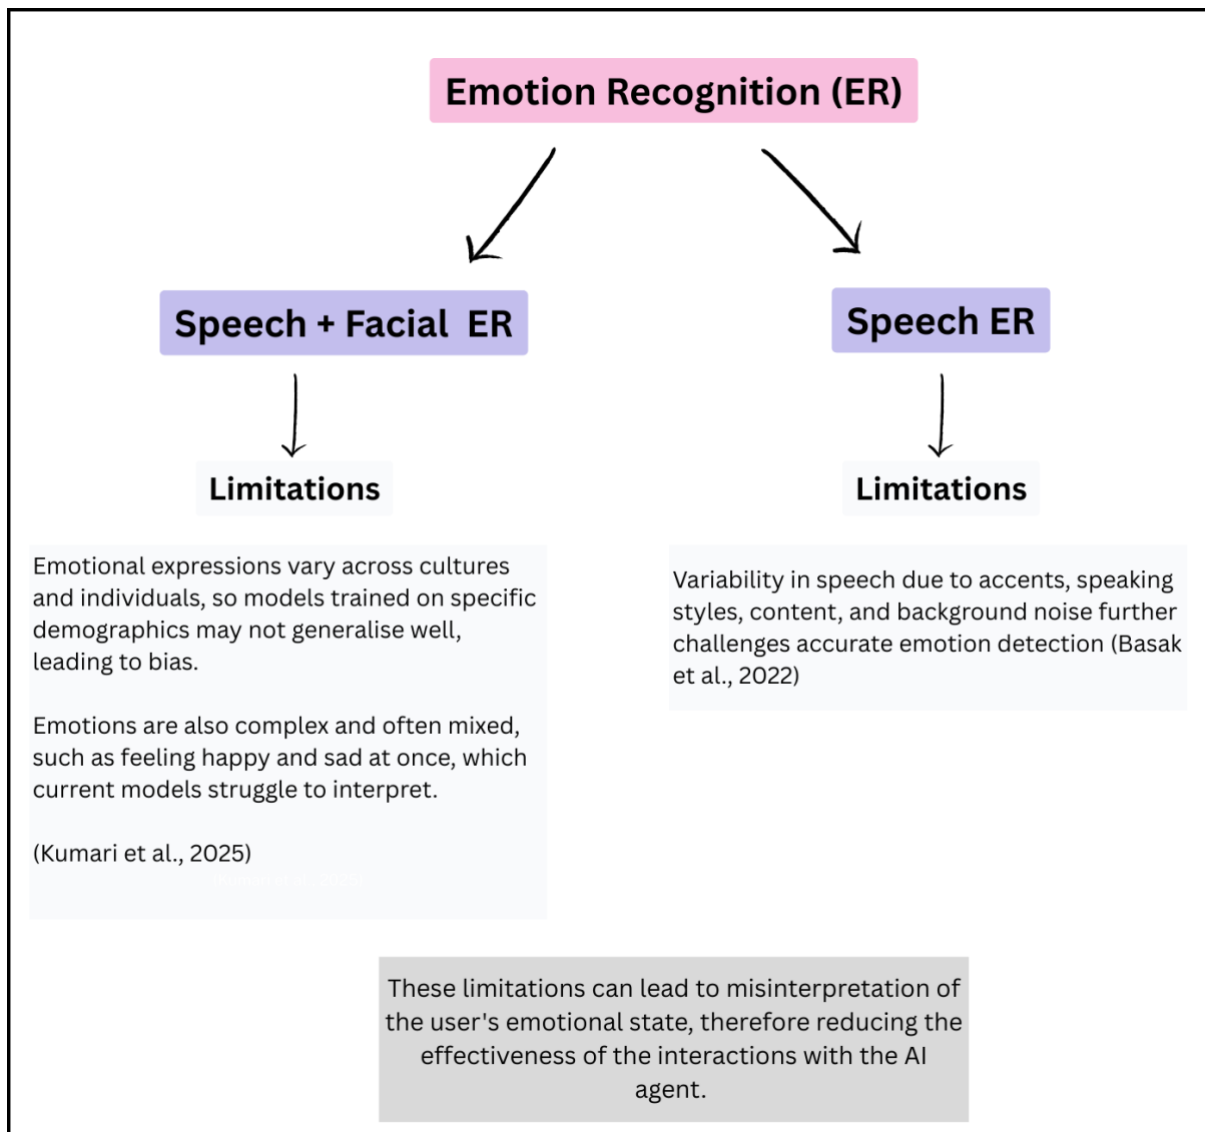 Emotion Recognition (ER)
Speech + Facial ER
Speech ER
Limitations
Limitations
Emotional expressions vary across cultures
and individuals, so models trained on specific
demographics may not generalise well,
leading to bias.
Emotions are also complex and often mixed,
such as feeling happy and sad at once, which
current models struggle to interpret.
(Kumari et al., 2025)
Variability in speech due to accents, speaking
styles, content, and background noise further
challenges accurate emotion detection (Basak
et al., 2022)
These limitations can lead to misinterpretation of
the user's emotional state, therefore reducing the
effectiveness of the interactions with the AI
agent.